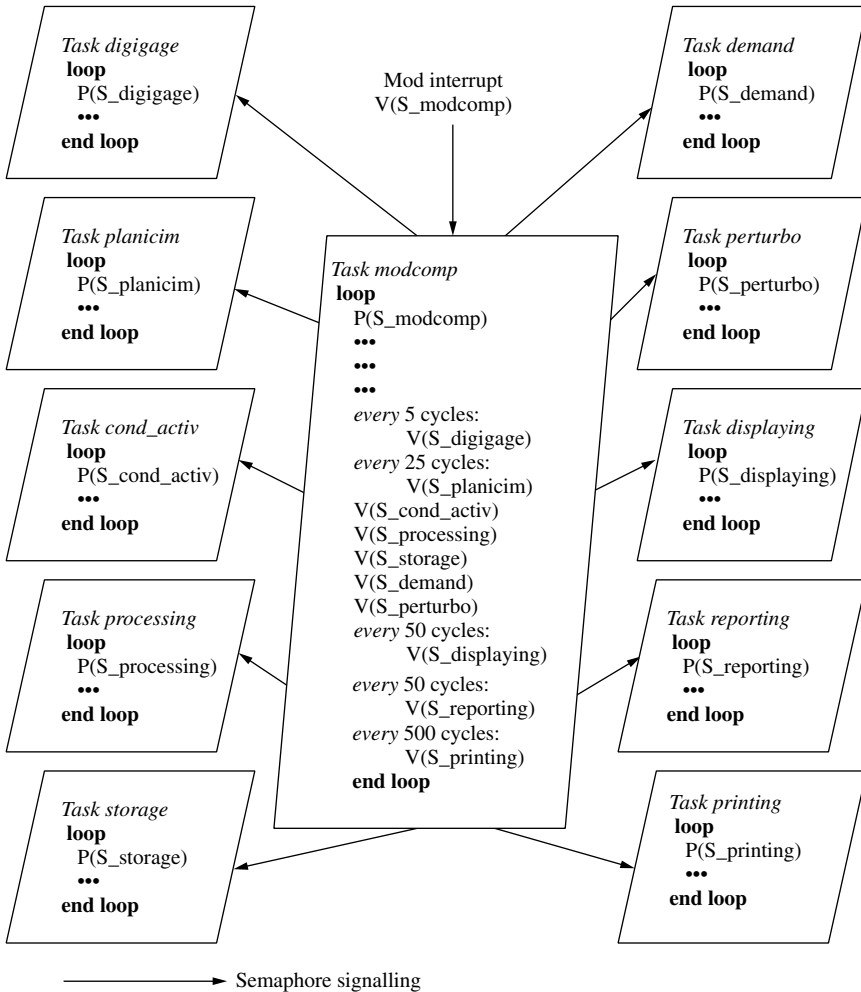 Task digigage
loop
P(S_digigage)
•••
end loop
Task planicim
loop
P(S_planicim)
•••
end loop
Task cond_activ
loop
P(S_cond_activ)
•••
end loop
Task processing
loop
P(S_processing)
•••
end loop
Task storage
loop
P(S_storage)
•••
end loop
Mod interrupt
V(S_modcomp)
Task modcomp
loop
P(S_modcomp)
•••
•••
•••
every 5 cycles:
V(S_digigage)
every 25 cycles:
V(S_planicim)
V(S_cond_activ)
V(S_processing)
V(S_storage)
V(S_demand)
V(S_perturbo)
every 50 cycles:
V(S_displaying)
every 50 cycles:
V(S_reporting)
every 500 cycles:
V(S_printing)
end loop
Task demand
loop
P(S_demand)
•••
end loop
Task perturbo
loop
P(S_perturbo)
•••
end loop
Task displaying
loop
P(S_displaying)
•••
end loop
Task reporting
loop
P(S_reporting)
•••
end loop
Task printing
loop
P(S_printing)
•••
end loop
Semaphore signalling